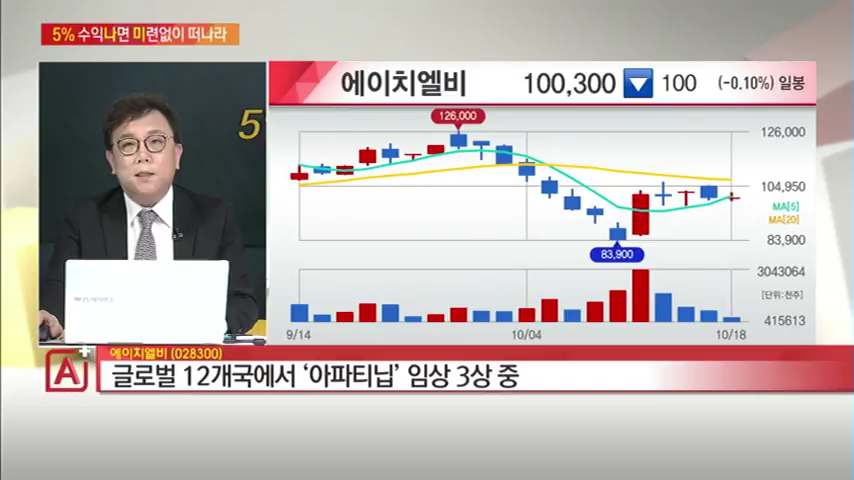 5% 수익나면 미련없이 떠나라
에이치엘비 100,300 ▼ 100 (-0.10%) 일봉
126,000
126,000
104,950
MA[5]
MA[20]
83,900
83,900
3043064
[단위:천주]
415613
9/14 10/04 10/18
5
A+
에이치엘비 (028300)
글로벌 12개국에서 ‘아파티닙’ 임상 3상 중